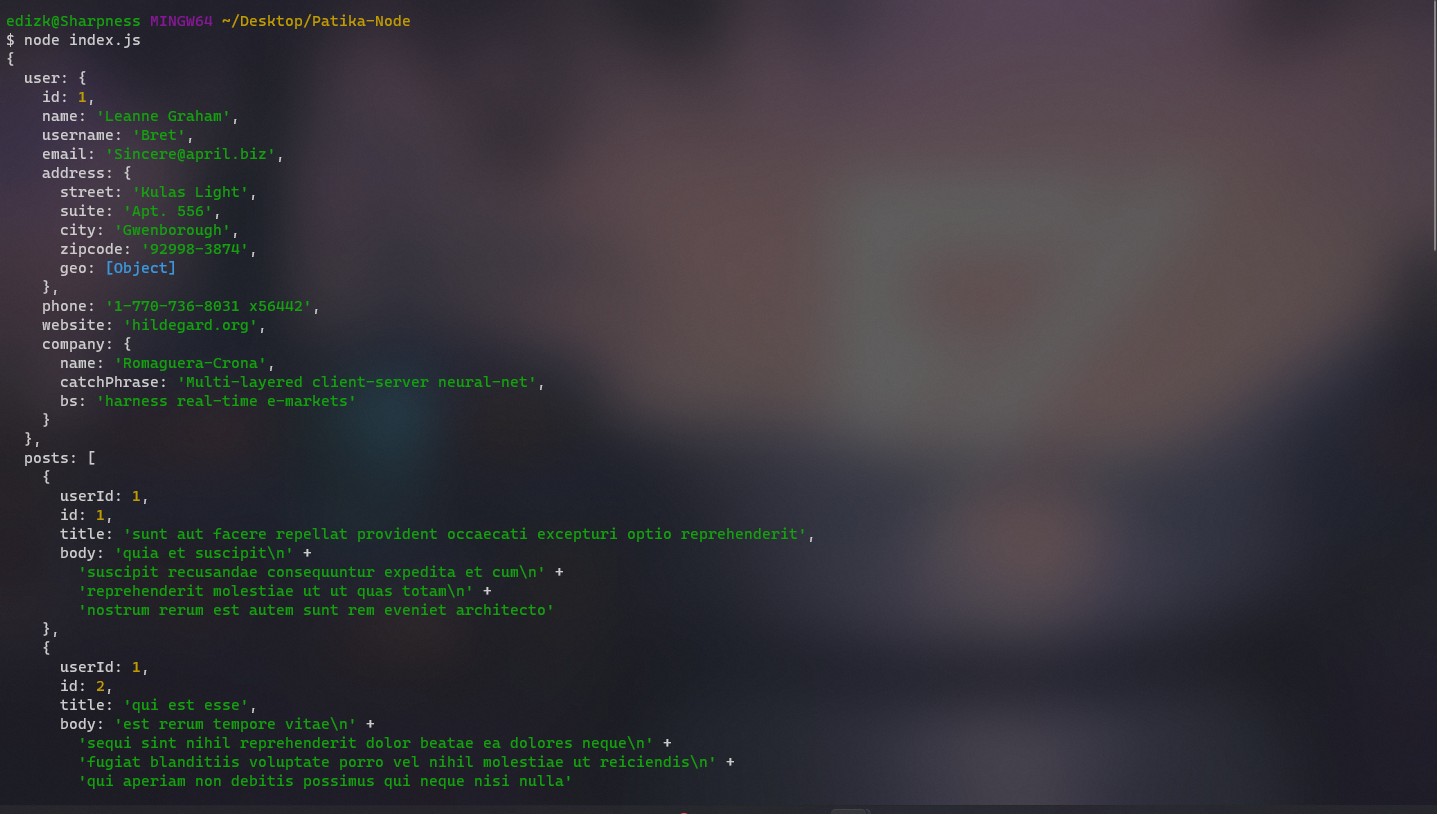 edizk@Sharpness MINGW64 ~/Desktop/Patika-Node
$ node index.js
{
  user: {
    id: 1,
    name: 'Leanne Graham',
    username: 'Bret',
    email: 'Sincere@april.biz',
    address: {
      street: 'Kulas Light',
      suite: 'Apt. 556',
      city: 'Gwenborough',
      zipcode: '92998-3874',
      geo: [Object]
    },
    phone: '1-770-736-8031 x56442',
    website: 'hildegard.org',
    company: {
      name: 'Romaguera-Crona',
      catchPhrase: 'Multi-layered client-server neural-net',
      bs: 'harness real-time e-markets'
    }
  },
  posts: [
    {
      userId: 1,
      id: 1,
      title: 'sunt aut facere repellat provident occaecati excepturi optio reprehenderit',
      body: 'quia et suscipit\n' +
        'suscipit recusandae consequuntur expedita et cum\n' +
        'reprehenderit molestiae ut ut quas totam\n' +
        'nostrum rerum est autem sunt rem eveniet architecto'
    },
    {
      userId: 1,
      id: 2,
      title: 'qui est esse',
      body: 'est rerum tempore vitae\n' +
        'sequi sint nihil reprehenderit dolor beatae ea dolores neque\n' +
        'fugiat blanditiis voluptate porro vel nihil molestiae ut reiciendis\n' +
        'qui aperiam non debitis possimus qui neque nisi nulla'